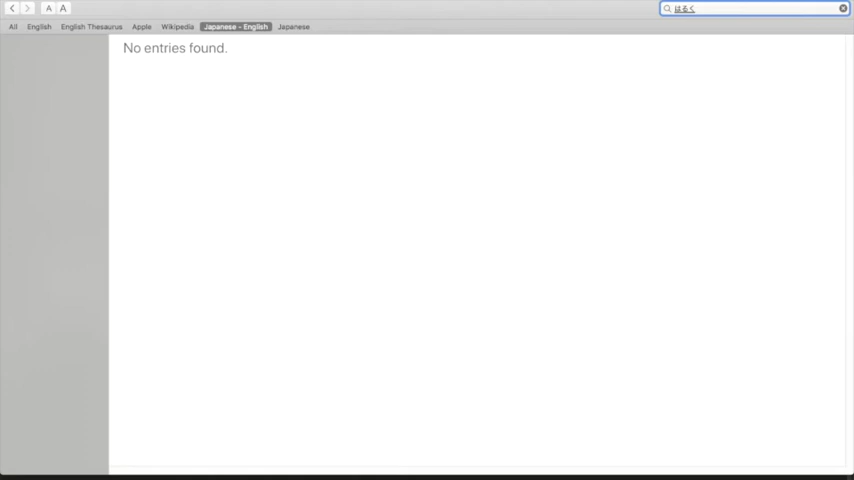 A A はるく
All English English Thesaurus Apple Wikipedia Japanese - English Japanese
No entries found.